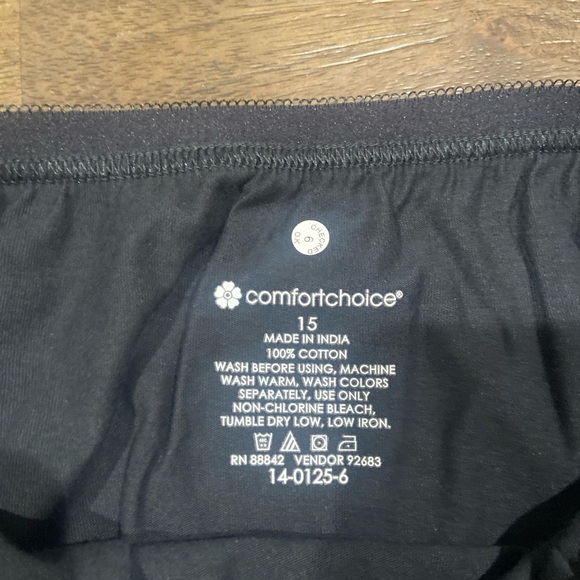 CHECKED
6
OK
comfortchoice®
15
MADE IN INDIA
100% COTTON
WASH BEFORE USING, MACHINE
WASH WARM, WASH COLORS
SEPARATELY, USE ONLY
NON-CHLORINE BLEACH,
TUMBLE DRY LOW, LOW IRON.
RN 88842 VENDOR 92683
14-0125-6